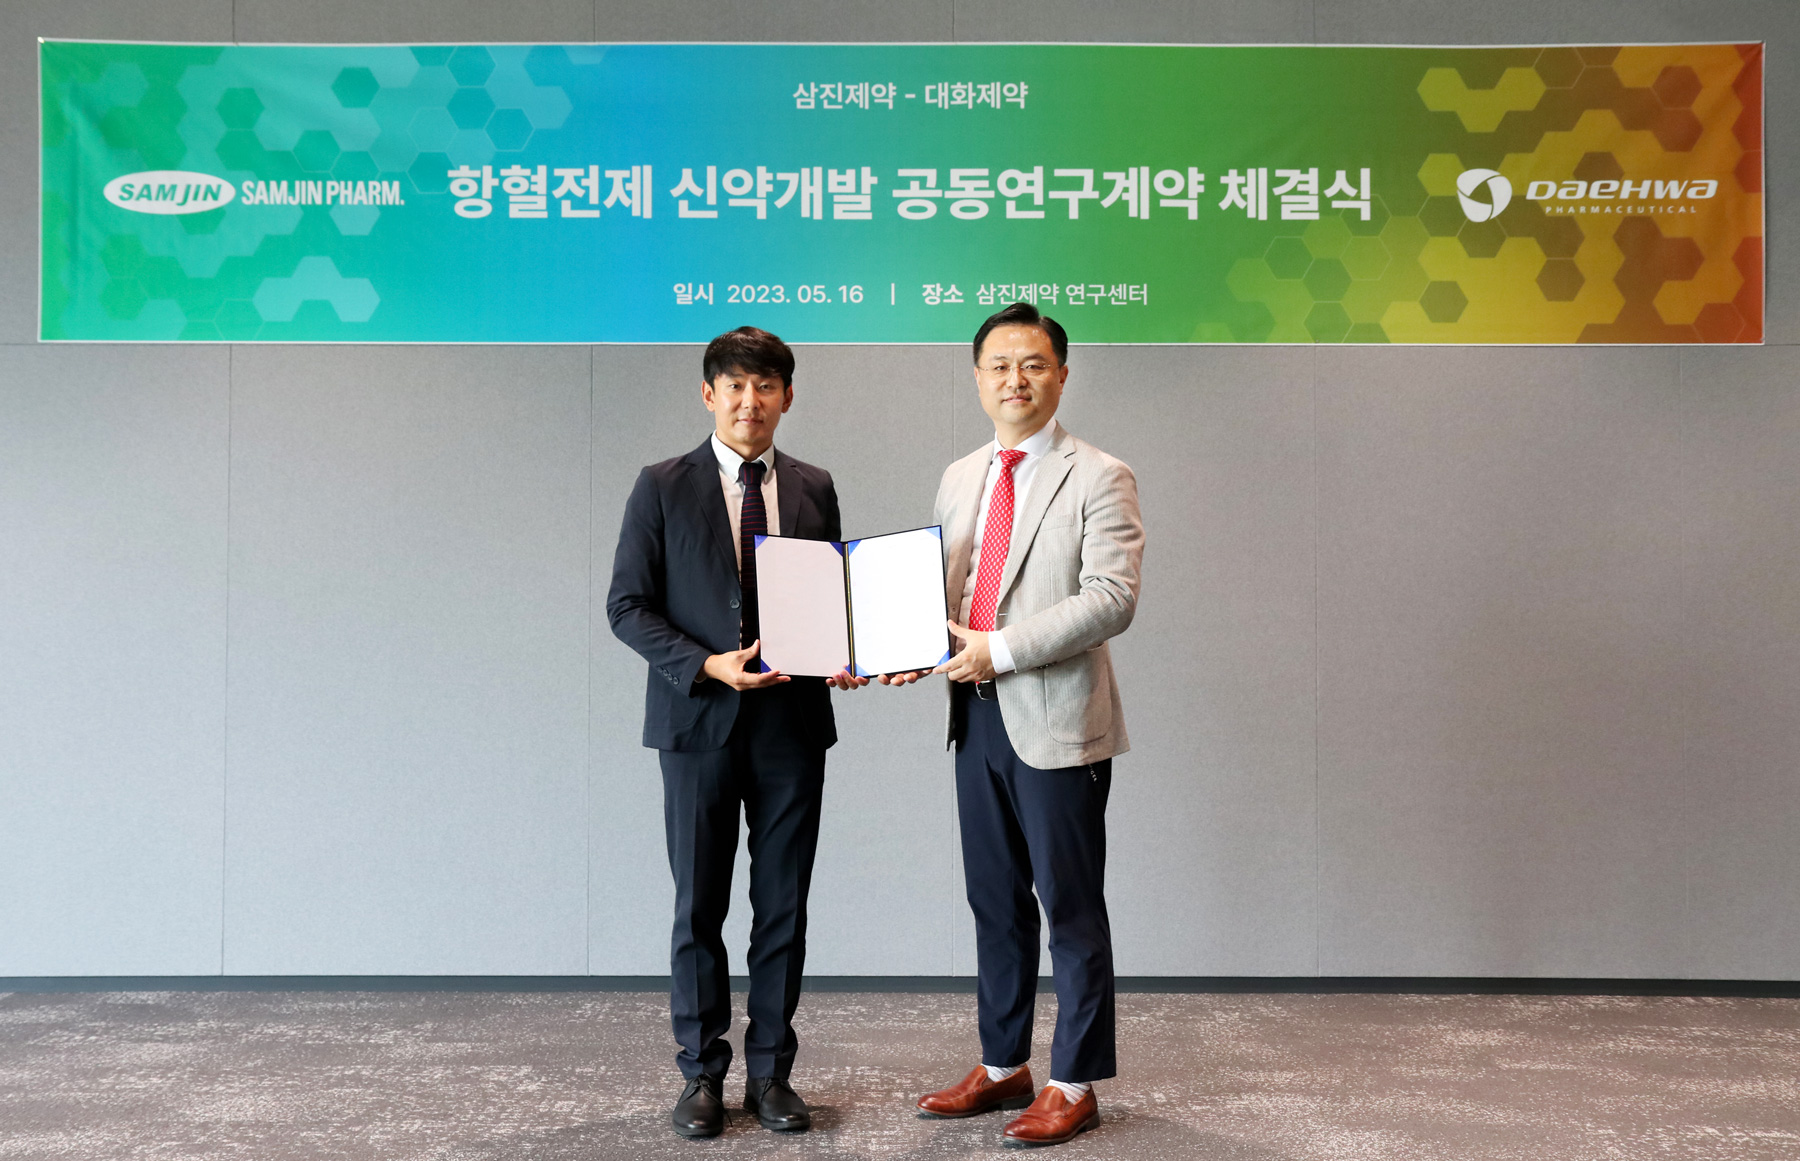 삼진제약 - 대화제약
SAMJIN SAMJIN PHARM.
항혈전제 신약개발 공동연구계약 체결식
DAEHWA
PHARMACEUTICAL
일시 2023. 05. 16 | 장소 삼진제약 연구센터